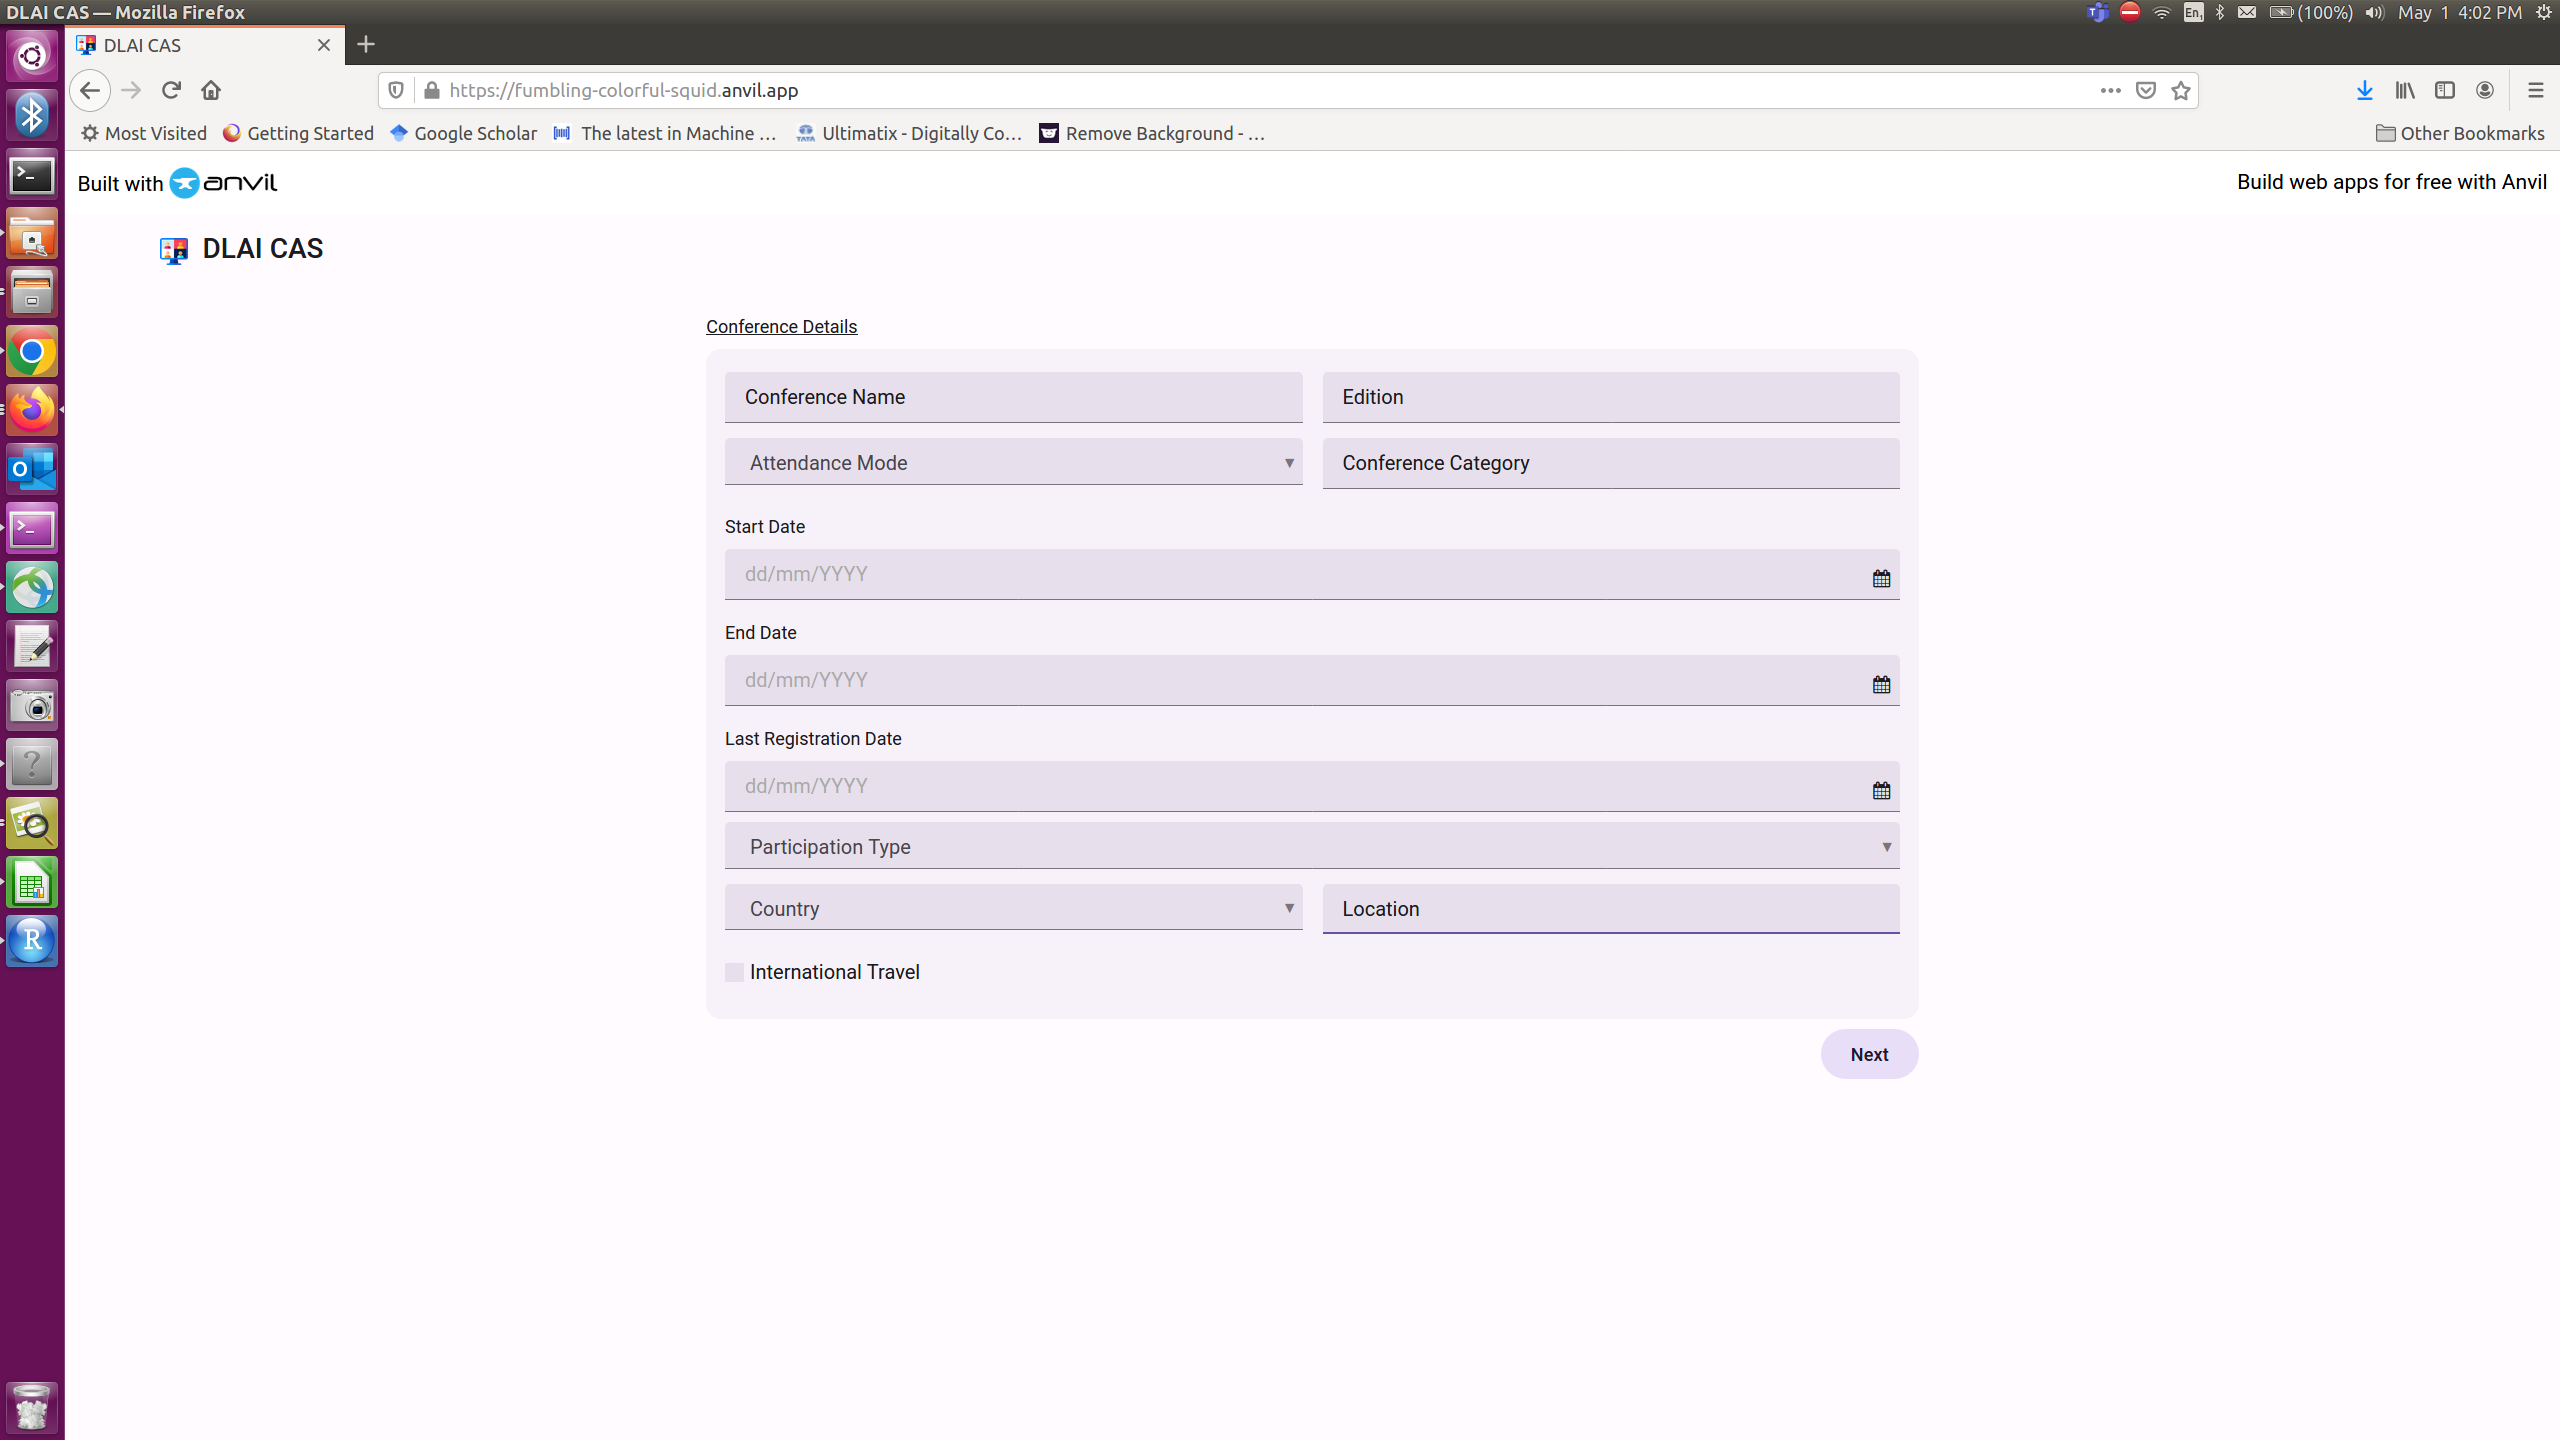 DLAI CAS — Mozilla Firefox
En1 (100%) May 1 4:02 PM
DLAI CAS
https://fumbling-colorful-squid.anvil.app
Most Visited Getting Started Google Scholar The latest in Machine ... Ultimatix - Digitally Co... Remove Background - ... Other Bookmarks
Built with anvil Build web apps for free with Anvil
DLAI CAS
Conference Details
Conference Name Edition
Attendance Mode Conference Category
Start Date
dd/mm/YYYY
End Date
dd/mm/YYYY
Last Registration Date
dd/mm/YYYY
Participation Type
Country Location
International Travel
Next